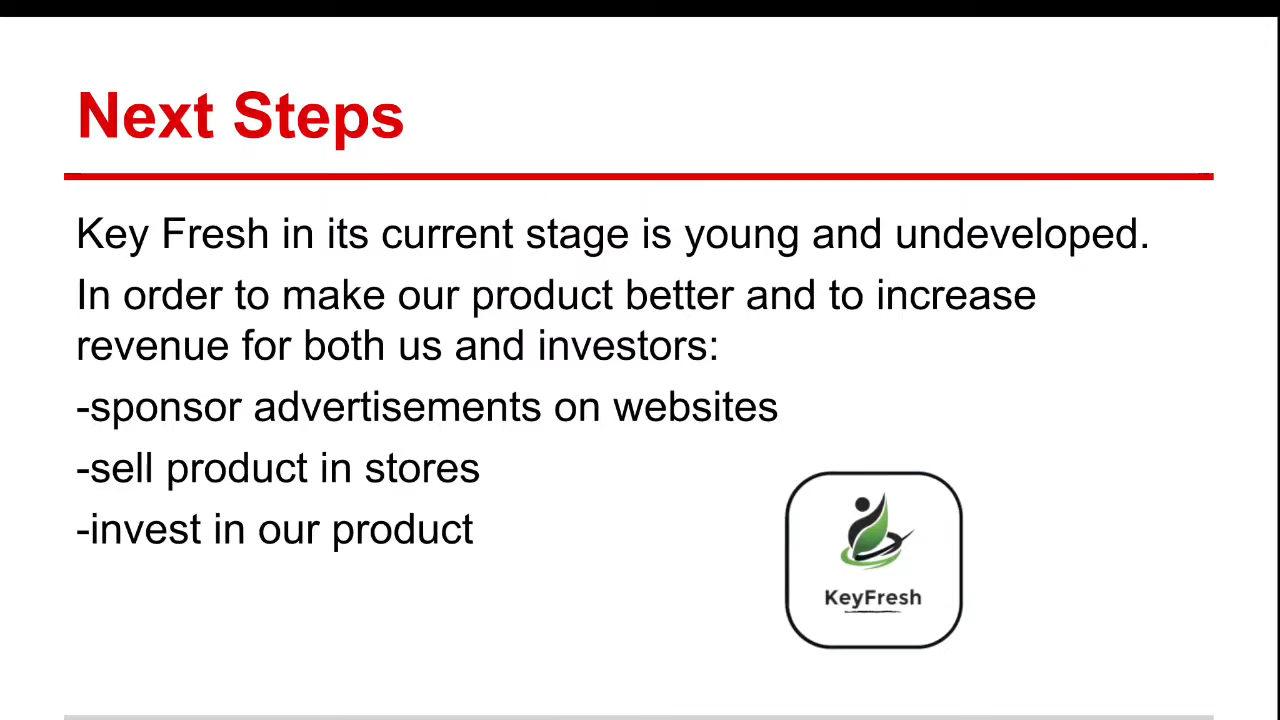 Next Steps
Key Fresh in its current stage is young and undeveloped.
In order to make our product better and to increase
revenue for both us and investors:
-sponsor advertisements on websites
-sell product in stores
-invest in our product
KeyFresh